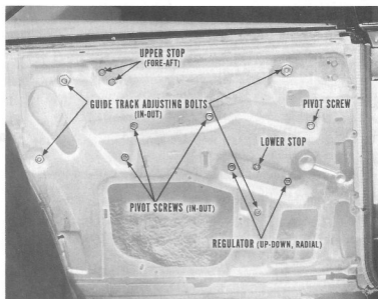 UPPER STOP
(FORE-AFT)
GUIDE TRACK ADJUSTING BOLTS
(IN-OUT)
PIVOT SCREW
LOWER STOP
PIVOT SCREWS (IN-OUT)
REGULATOR (UP-DOWN, RADIAL)